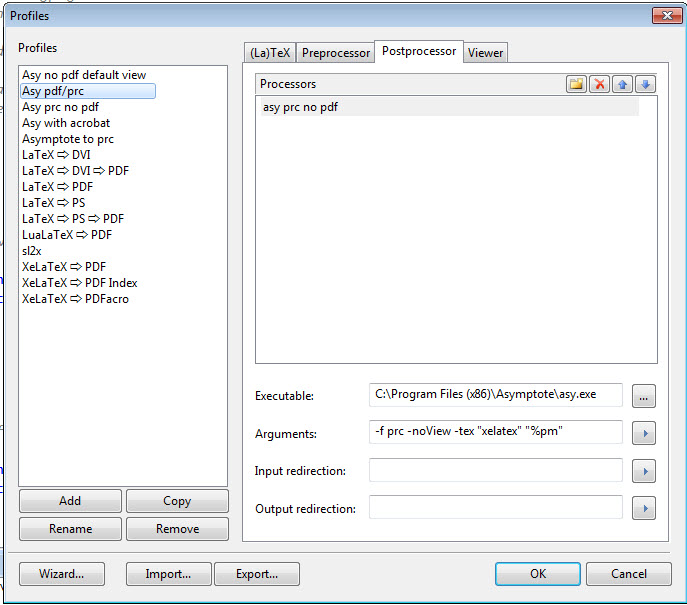 Profiles
Profiles
Asy no pdf default view
Asy pdf/prc
Asy prc no pdf
Asy with acrobat
Asymptote to prc
LaTeX ⇨ DVI
LaTeX ⇨ DVI ⇨ PDF
LaTeX ⇨ PDF
LaTeX ⇨ PS
LaTeX ⇨ PS ⇨ PDF
LuaLaTeX ⇨ PDF
sl2x
XeLaTeX ⇨ PDF
XeLaTeX ⇨ PDF Index
XeLaTeX ⇨ PDFacro
Add
Copy
Rename
Remove
(La)TeX
Preprocessor
Postprocessor
Viewer
Processors
asy prc no pdf
Executable:
C:\Program Files (x86)\Asymptote\asy.exe
...
Arguments:
-f prc -noView -tex "xelatex" "%pm"
Input redirection:
Output redirection:
Wizard...
Import...
Export...
OK
Cancel